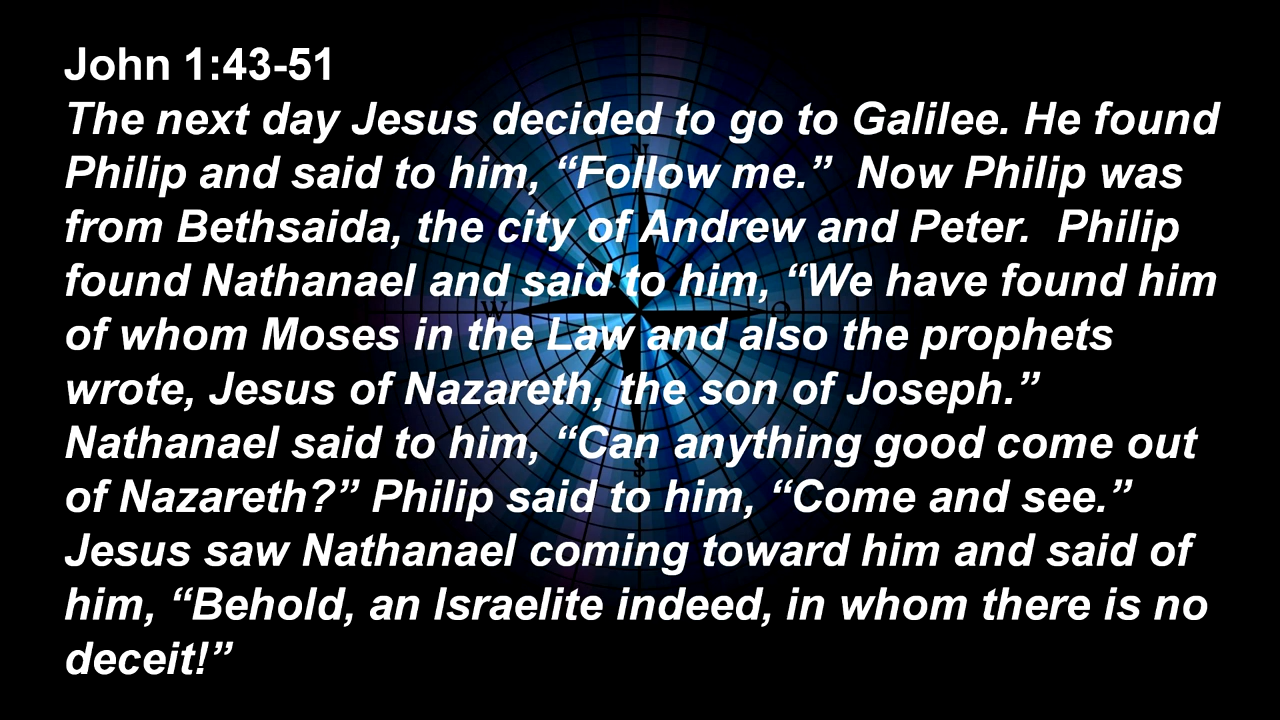 John 1:43-51
The next day Jesus decided to go to Galilee. He found
Philip and said to him, “Follow me.”  Now Philip was
from Bethsaida, the city of Andrew and Peter.  Philip
found Nathanael and said to him, “We have found him
of whom Moses in the Law and also the prophets
wrote, Jesus of Nazareth, the son of Joseph.”
Nathanael said to him, “Can anything good come out
of Nazareth?” Philip said to him, “Come and see.”
Jesus saw Nathanael coming toward him and said of
him, “Behold, an Israelite indeed, in whom there is no
deceit!”
N
W
O
S